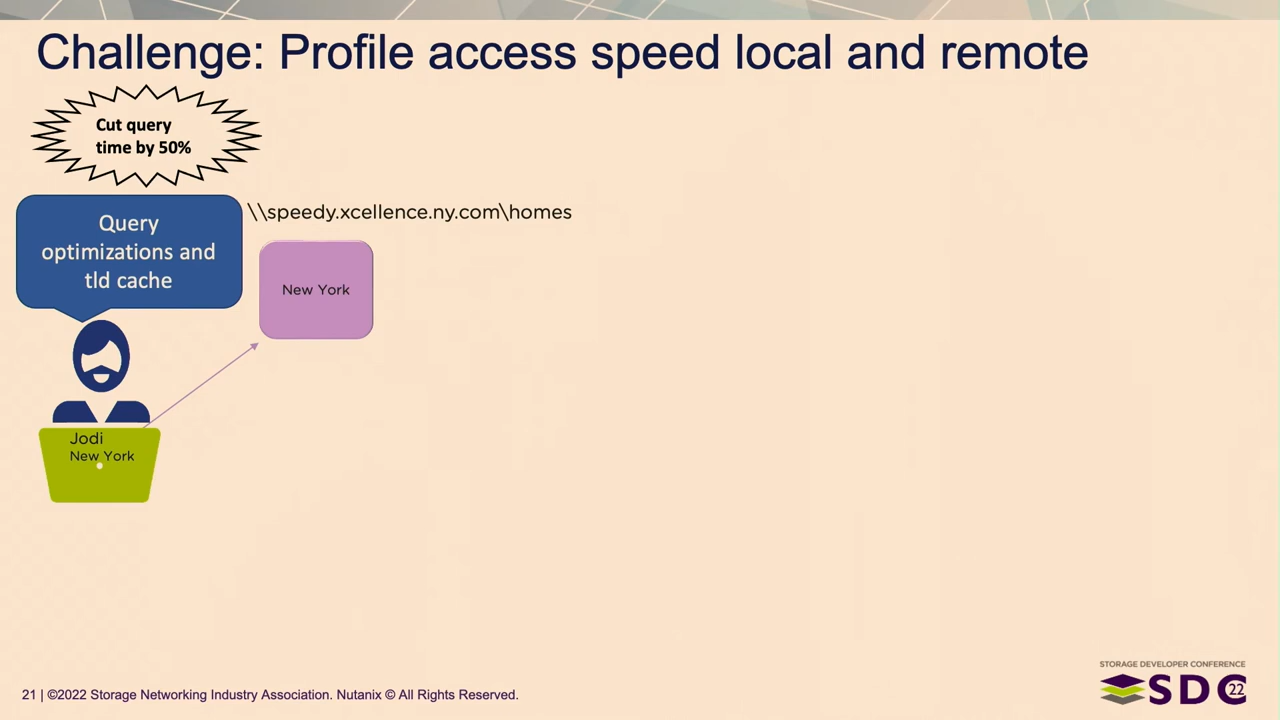 Challenge: Profile access speed local and remote
Cut query
time by 50%
Query
optimizations and
tld cache
\\speedy.xcellence.ny.com\homes
New York
Jodi
New York
STORAGE DEVELOPER CONFERENCE
SDC 22
21 | ©2022 Storage Networking Industry Association. Nutanix © All Rights Reserved.